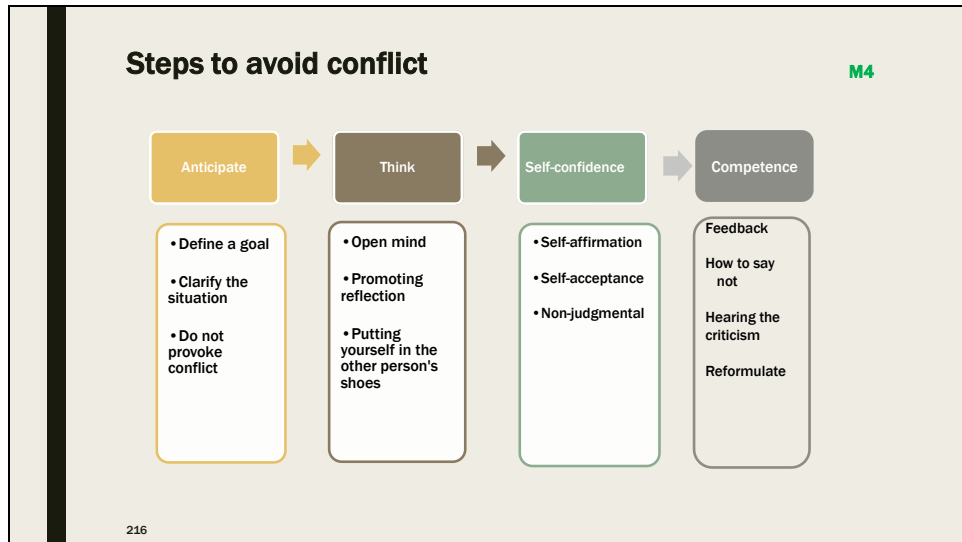 Steps to avoid conflict
M4
Anticipate
Think
Self-confidence
Competence
•Define a goal
•Clarify the
situation
•Do not
provoke
conflict
•Open mind
•Promoting
reflection
•Putting
yourself in the
other person's
shoes
•Self-affirmation
•Self-acceptance
•Non-judgmental
Feedback
How to say
not
Hearing the
criticism
Reformulate
216